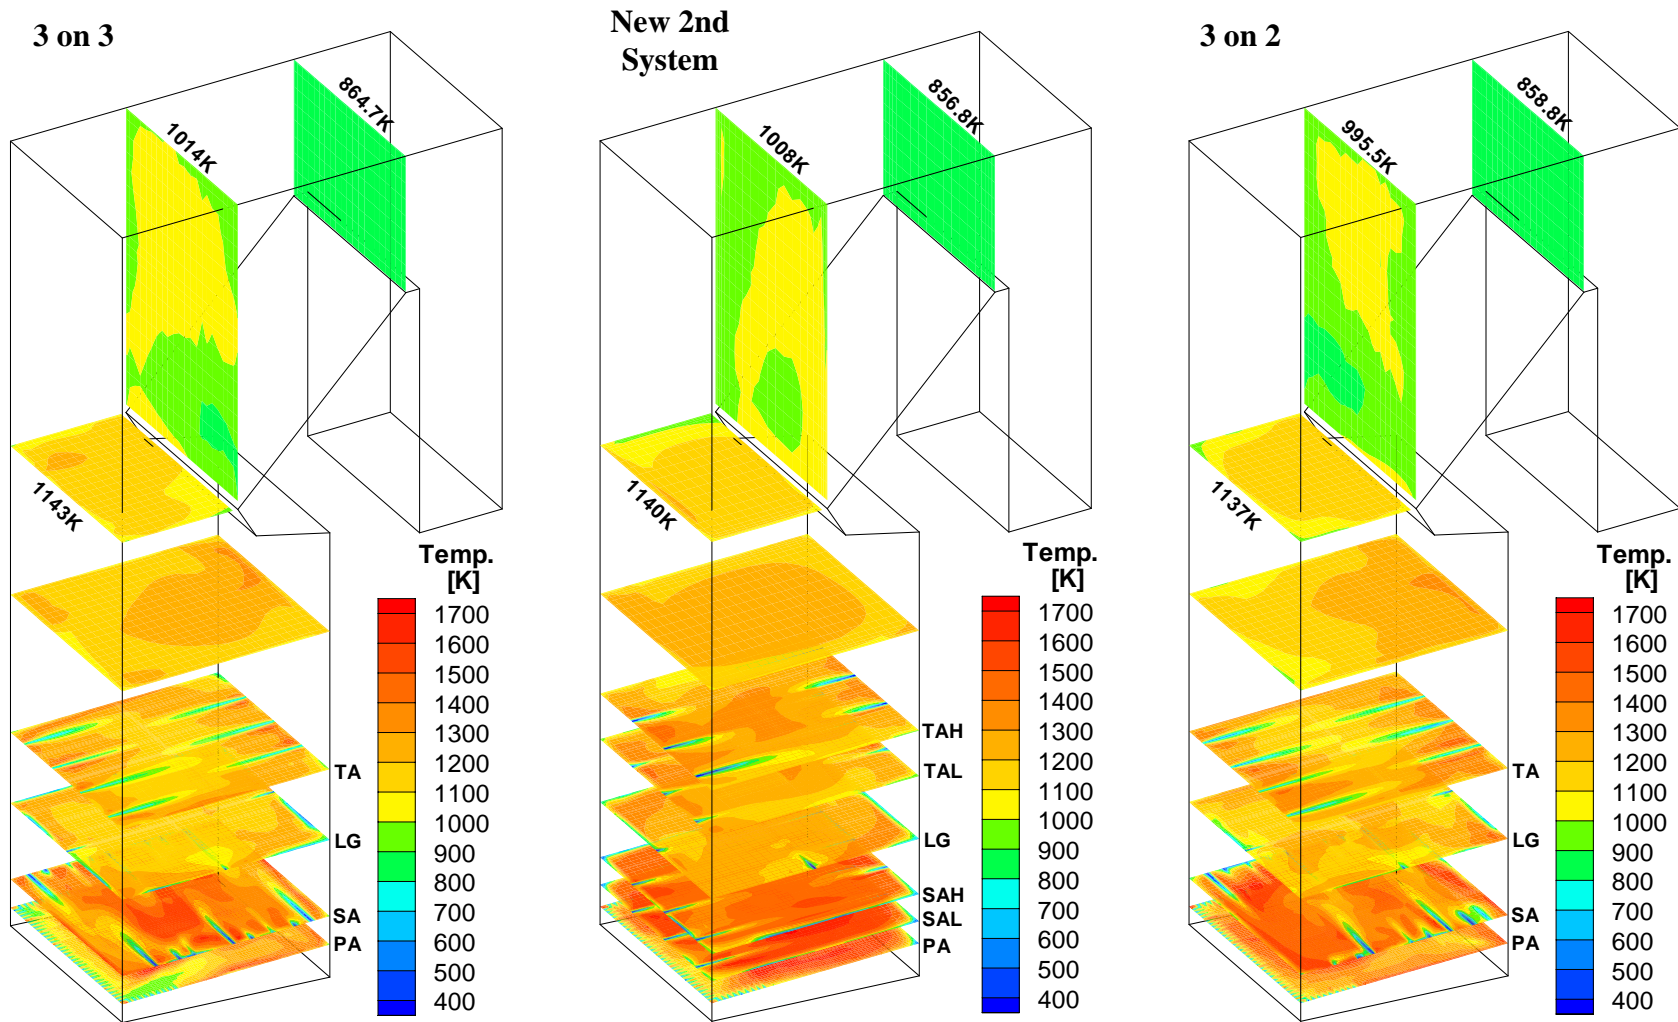 3 on 3
864.7K
1014K
1143K
Temp.
[K]
1700
1600
1500
1400
1300
1200
1100
1000
900
800
700
600
500
400
TA
LG
SA
PA
New 2nd
System
856.8K
1008K
1140K
Temp.
[K]
1700
1600
1500
1400
1300
1200
1100
1000
900
800
700
600
500
400
TAH
TAL
LG
SAH
SAL
PA
3 on 2
858.8K
995.5K
1137K
Temp.
[K]
1700
1600
1500
1400
1300
1200
1100
1000
900
800
700
600
500
400
TA
LG
SA
PA